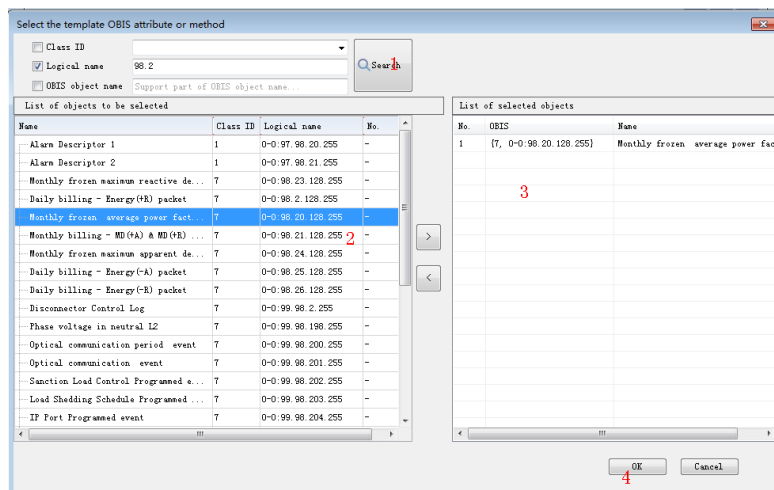 Select the template OBIS attribute or method
Class ID
Logical name 98.2
Search 1
OBIS object name Support part of OBIS object name...
List of objects to be selected
Name Class ID Logical name No.
Alarm Descriptor 1 1 0-0:97.98.20.255 -
Alarm Descriptor 2 1 0-0:97.98.21.255 -
Monthly frozen maximum reactive de... 7 0-0:98.23.128.255 -
Daily billing - Energy(+R) packet 7 0-0:98.2.128.255 -
Monthly frozen average power fact... 7 0-0:98.20.128.255 -
Monthly billing - MD(+A) & MD(+R) ... 7 0-0:98.21.128.255 2 -
Monthly frozen maximum apparent de... 7 0-0:98.24.128.255 -
Daily billing - Energy(-A) packet 7 0-0:98.25.128.255 -
Daily billing - Energy(-R) packet 7 0-0:98.26.128.255 -
Disconnector Control Log 7 0-0:99.98.2.255 -
Phase voltage in neutral L2 7 0-0:99.98.198.255 -
Optical communication period event 7 0-0:99.98.200.255 -
Optical communication event 7 0-0:99.98.201.255 -
Sanction Load Control Programmed e... 7 0-0:99.98.202.255 -
Load Shedding Schedule Programmed ... 7 0-0:99.98.203.255 -
IP Port Programmed event 7 0-0:99.98.204.255 -
>
<
List of selected objects
No. OBIS Name
1 {7, 0-0:98.20.128.255} Monthly frozen average power fac
3
OK Cancel
4